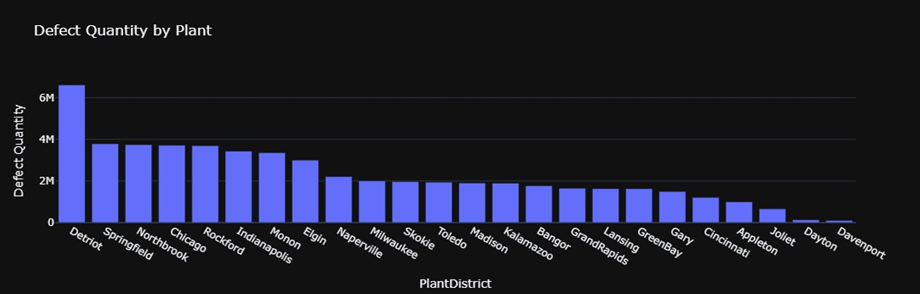 Defect Quantity by Plant
Defect Quantity
6M
4M
2M
0
Detriot
Springfield
Northbrook
Chicago
Rockford
Indianapolis
Monon
Elgin
Naperville
Milwaukee
Skokie
Toledo
Madison
Kalamazoo
Bangor
GrandRapids
Lansing
GreenBay
Gary
Cincinnati
Appleton
Joliet
Dayton
Davenport
PlantDistrict